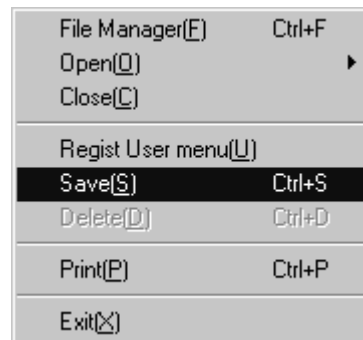 File Manager(F) Ctrl+F
Open(O)
Close(C)
Regist User menu(U)
Save(S) Ctrl+S
Delete(D) Ctrl+D
Print(P) Ctrl+P
Exit(X)